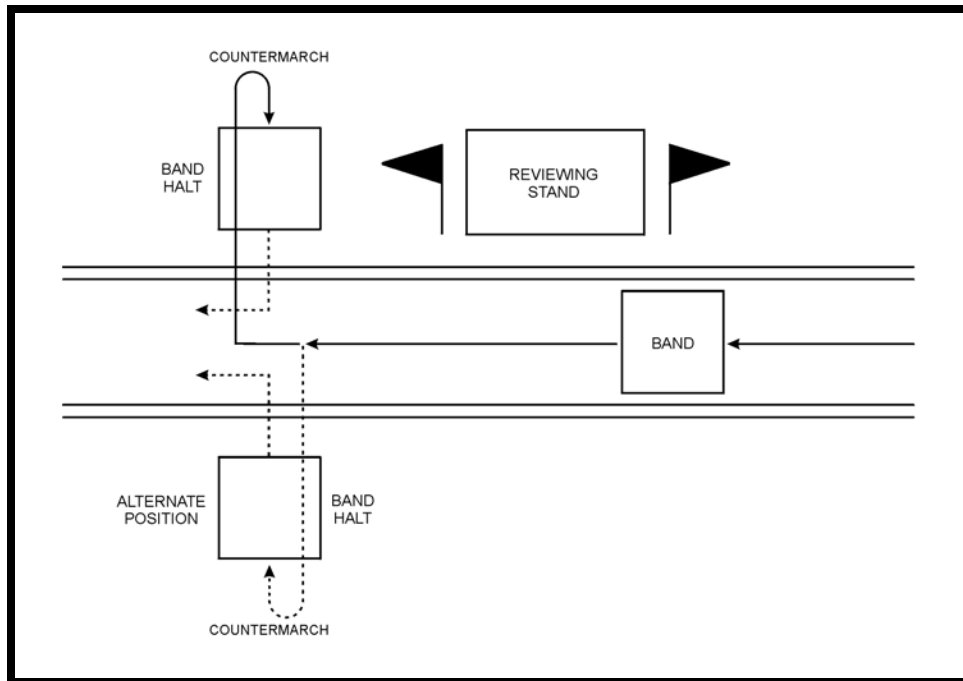 COUNTERMARCH
BAND
HALT
REVIEWING
STAND
BAND
ALTERNATE
POSITION
BAND
HALT
COUNTERMARCH